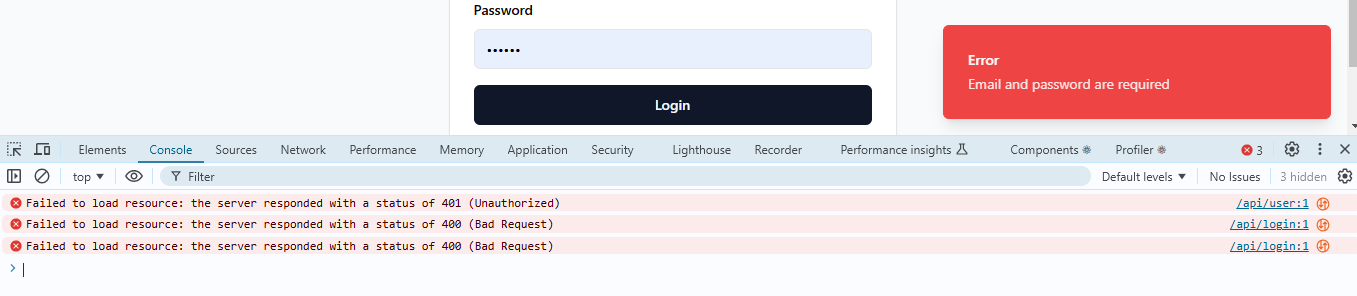 Password
••••••
Login
Error
Email and password are required
Elements Console Sources Network Performance Memory Application Security Lighthouse Recorder Performance insights Components Profiler 3
top Filter Default levels No Issues 3 hidden
Failed to load resource: the server responded with a status of 401 (Unauthorized) /api/user:1
Failed to load resource: the server responded with a status of 400 (Bad Request) /api/login:1
Failed to load resource: the server responded with a status of 400 (Bad Request) /api/login:1
>